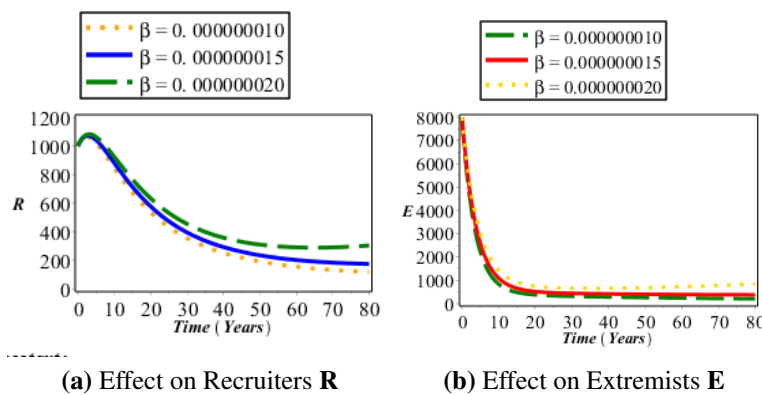 β = 0. 000000010
β = 0. 000000015
β = 0. 000000020
1200
1000
800
R
600
400
200
0
0 10 20 30 40 50 60 70 80
Time (Years)
(a) Effect on Recruiters R
β = 0.000000010
β = 0.000000015
β = 0.000000020
8000
7000
6000
5000
E
4000
3000
2000
1000
0
0 10 20 30 40 50 60 70 80
Time (Years)
(b) Effect on Extremists E